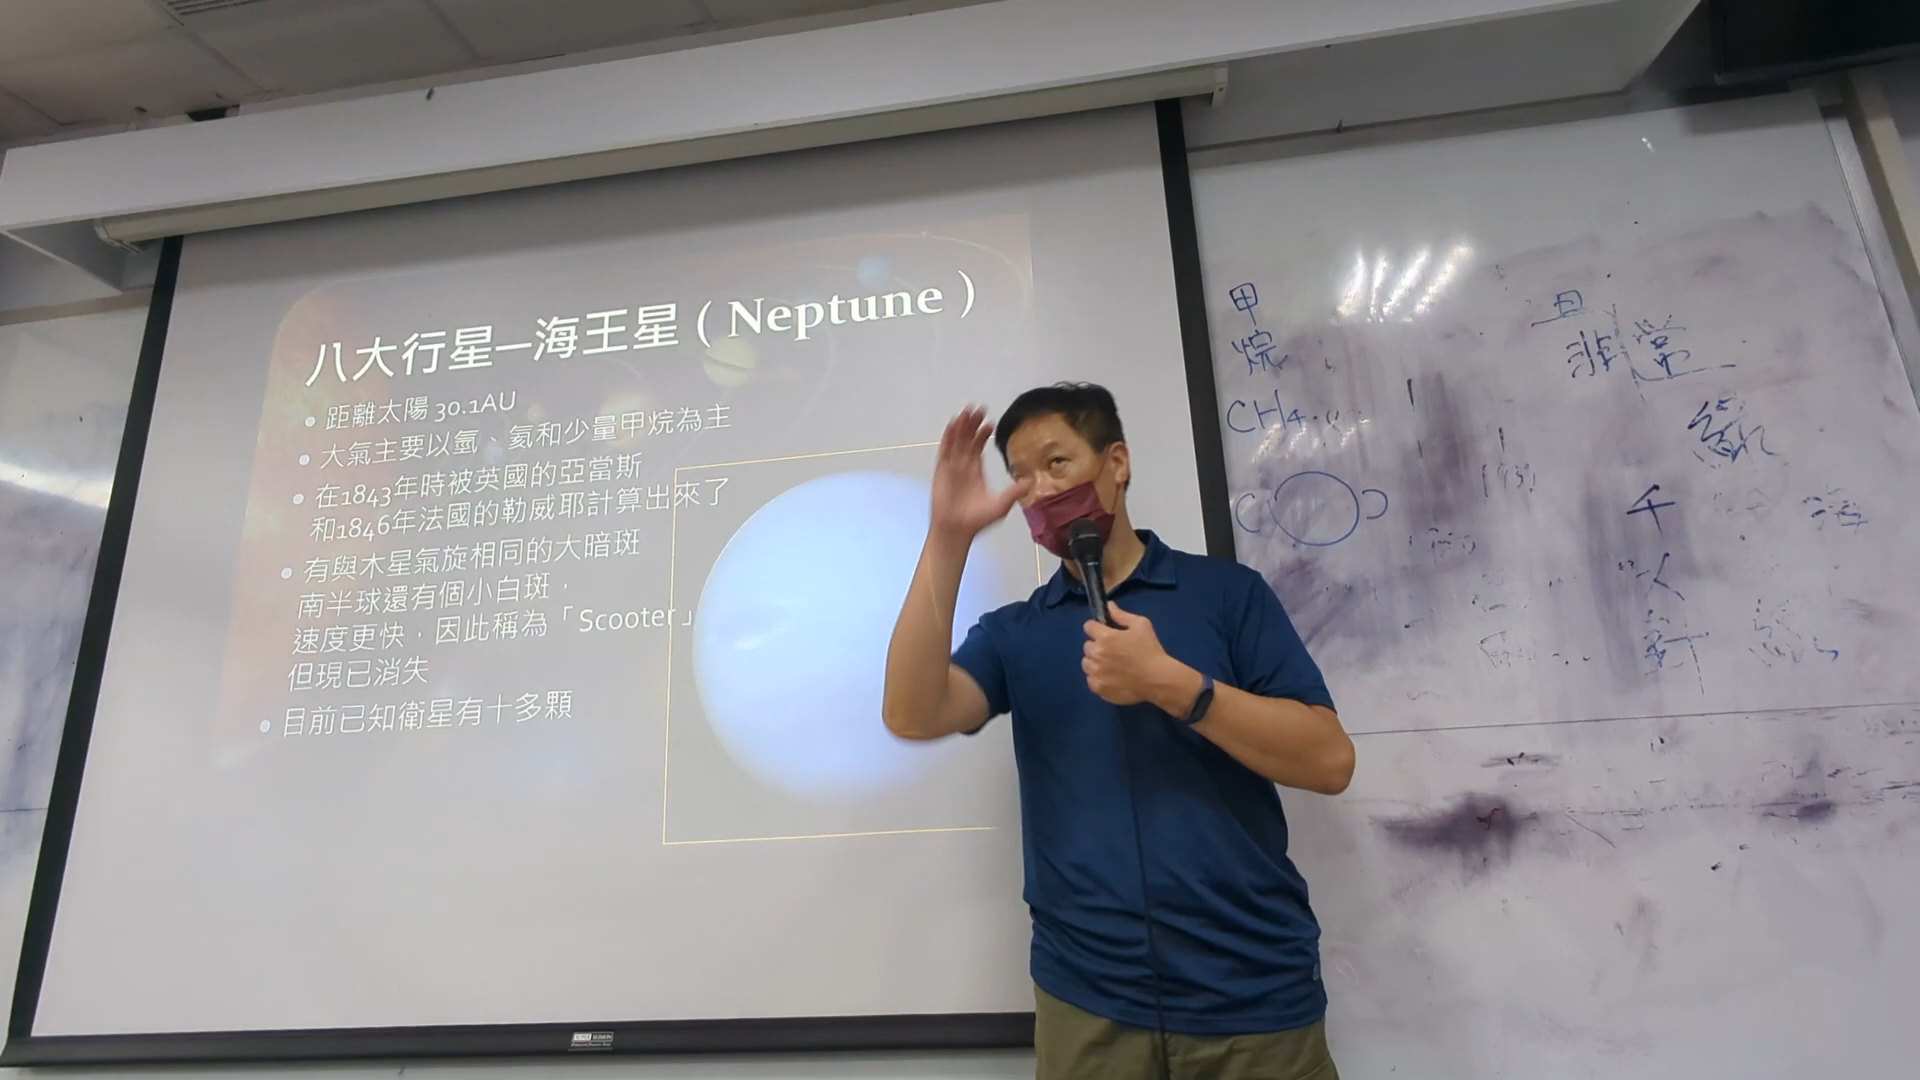 八大行星—海王星（Neptune）
距離太陽 30.1AU
大氣主要以氫、氦和少量甲烷為主
在1843年時被英國的亞當斯
和1846年法國的勒威耶計算出來了
有與木星氣旋相同的大暗斑
南半球還有個小白斑，
速度更快，因此稱為「Scooter」
但現已消失
目前已知衛星有十多顆
甲
烷
CH4
且
非常
千